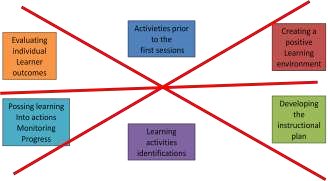 Evaluating
individual
Learner
outcomes
Activieties prior
to the
first sessions
Creating a
positive
Learning
environment
Possing learning
Into actions
Monitoring
Progress
Learning
activities
identifications
Developing
the
instructional
plan